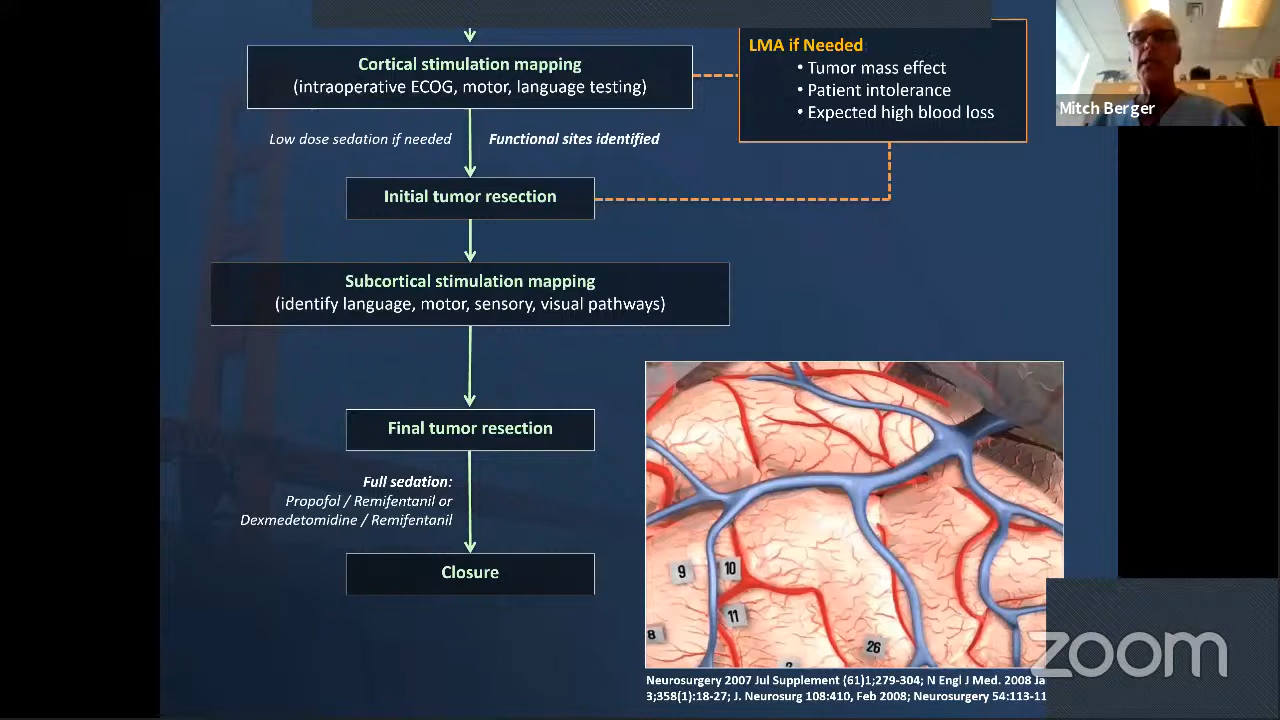 Cortical stimulation mapping
(intraoperative ECOG, motor, language testing)
LMA if Needed
• Tumor mass effect
• Patient intolerance
• Expected high blood loss
Mitch Berger
Low dose sedation if needed
Functional sites identified
Initial tumor resection
Subcortical stimulation mapping
(identify language, motor, sensory, visual pathways)
Final tumor resection
Full sedation:
Propofol / Remifentanil or
Dexmedetomidine / Remifentanil
Closure
9
10
11
8
26
zoom
Neurosurgery 2007 Jul Supplement (61)1;279-304; N Engl J Med. 2008 Ja
3;358(1):18-27; J. Neurosurg 108:410, Feb 2008; Neurosurgery 54:113-11